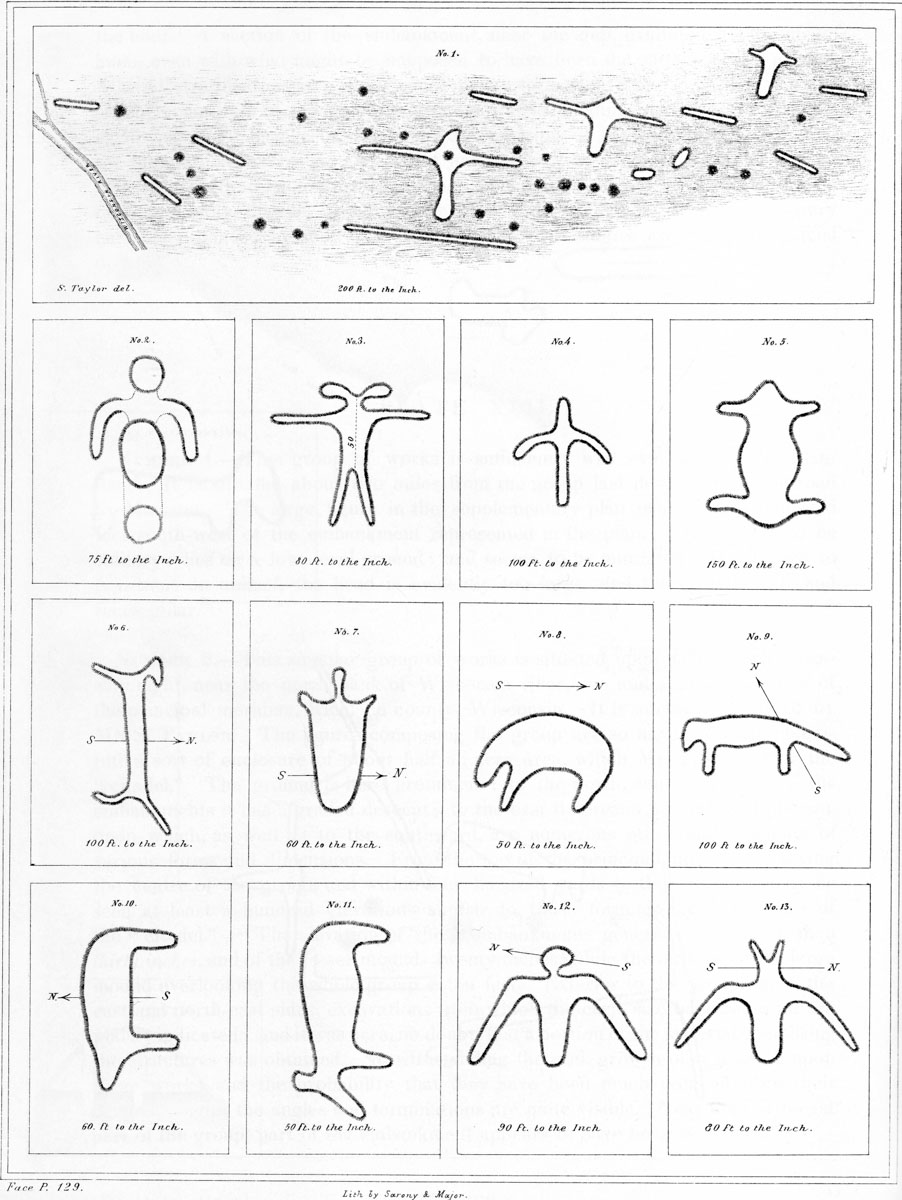 No. 1.
S. Taylor del.
200 ft. to the Inch.
No. 2.
75 ft to the Inch.
No. 3.
50
80 ft. to the Inch.
No. 4.
100 ft. to the Inch.
No. 5.
150 ft. to the Inch.
No 6.
S N.
100 ft. to the Inch.
No. 7.
S N.
60 ft. to the Inch.
No. 8.
S N
50 ft. to the Inch.
No. 9.
N
S
100 ft. to the Inch.
No. 10.
N S
60. ft to the Inch.
No. 11.
50 ft. to the Inch.
No. 12.
N S
90 ft. to the Inch.
No. 13.
S N.
80 ft to the Inch.
Face P. 129.
Lith by Sarony & Major.